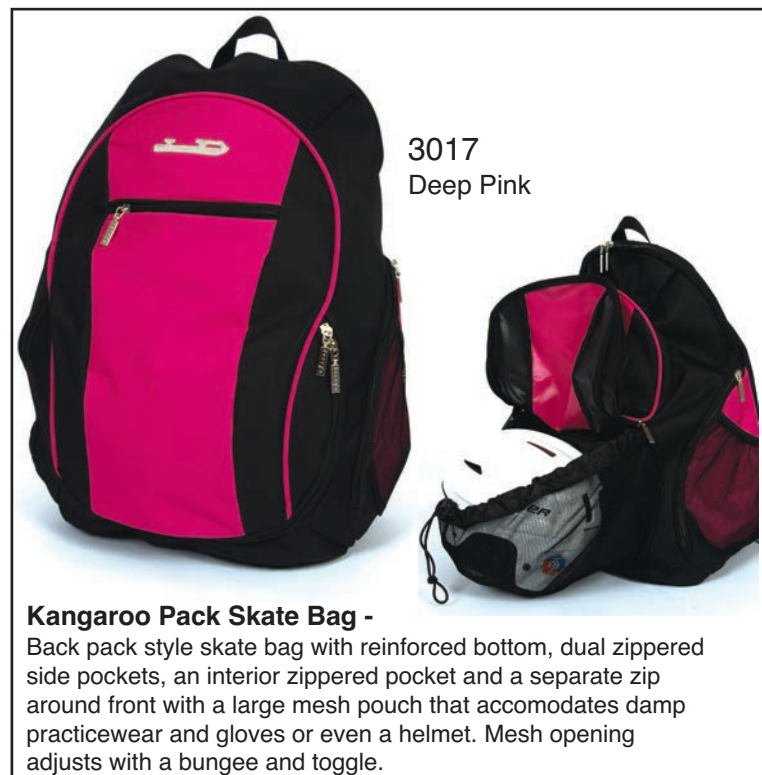 3017
Deep Pink
Kangaroo Pack Skate Bag -
Back pack style skate bag with reinforced bottom, dual zippered
side pockets, an interior zippered pocket and a separate zip
around front with a large mesh pouch that accomodates damp
practicewear and gloves or even a helmet. Mesh opening
adjusts with a bungee and toggle.